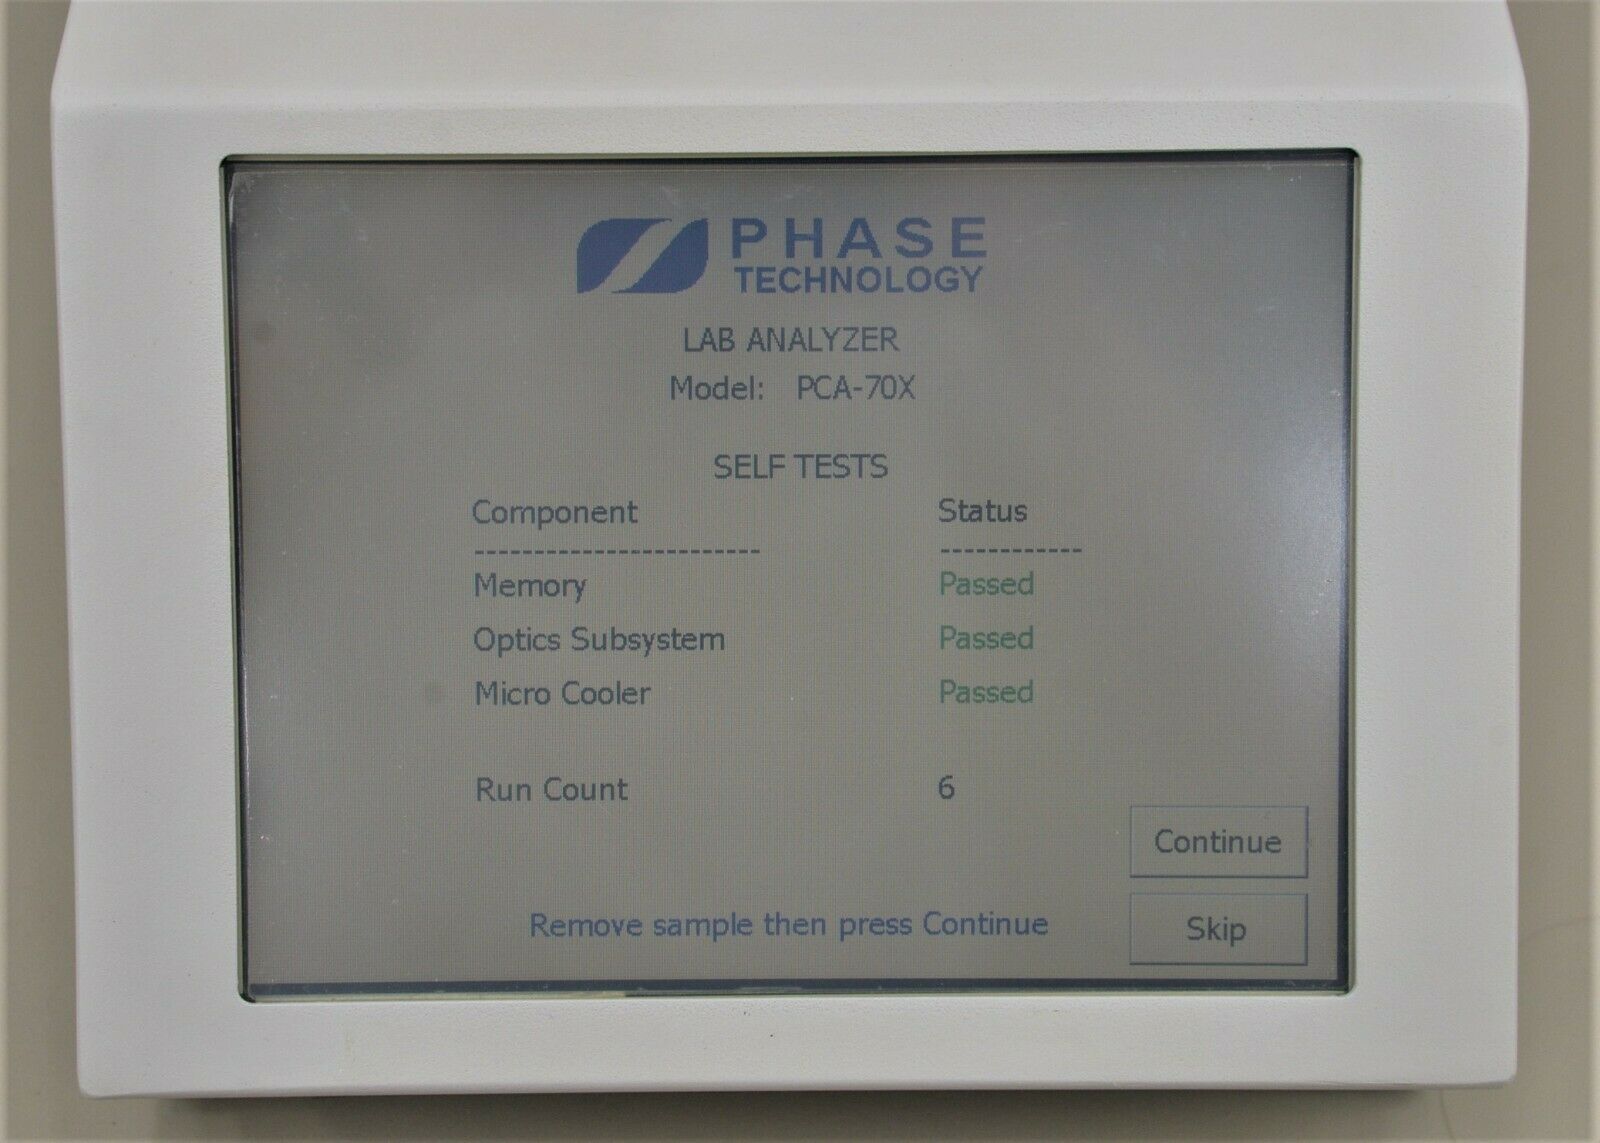 PHASE
TECHNOLOGY
LAB ANALYZER
Model: PCA-70X
SELF TESTS
Component Status
------------------------ ------------
Memory Passed
Optics Subsystem Passed
Micro Cooler Passed
Run Count 6
Continue
Remove sample then press Continue
Skip